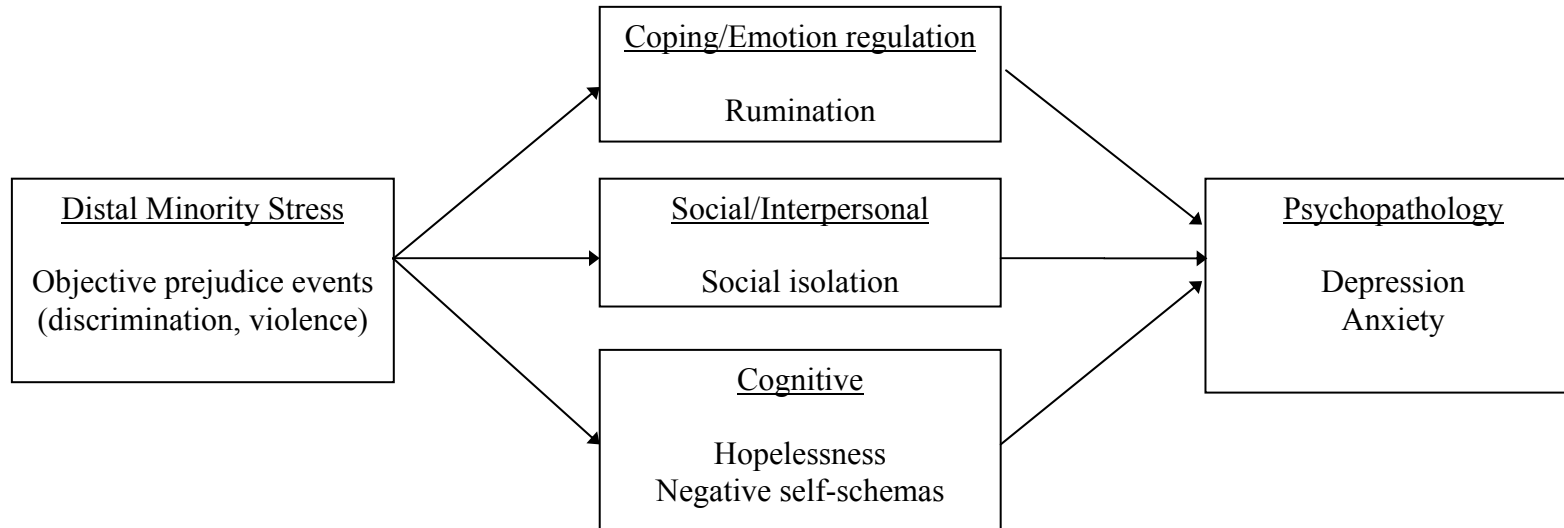 Coping/Emotion regulation
Rumination
Distal Minority Stress
Objective prejudice events
(discrimination, violence)
Social/Interpersonal
Social isolation
Cognitive
Hopelessness
Negative self-schemas
Psychopathology
Depression
Anxiety